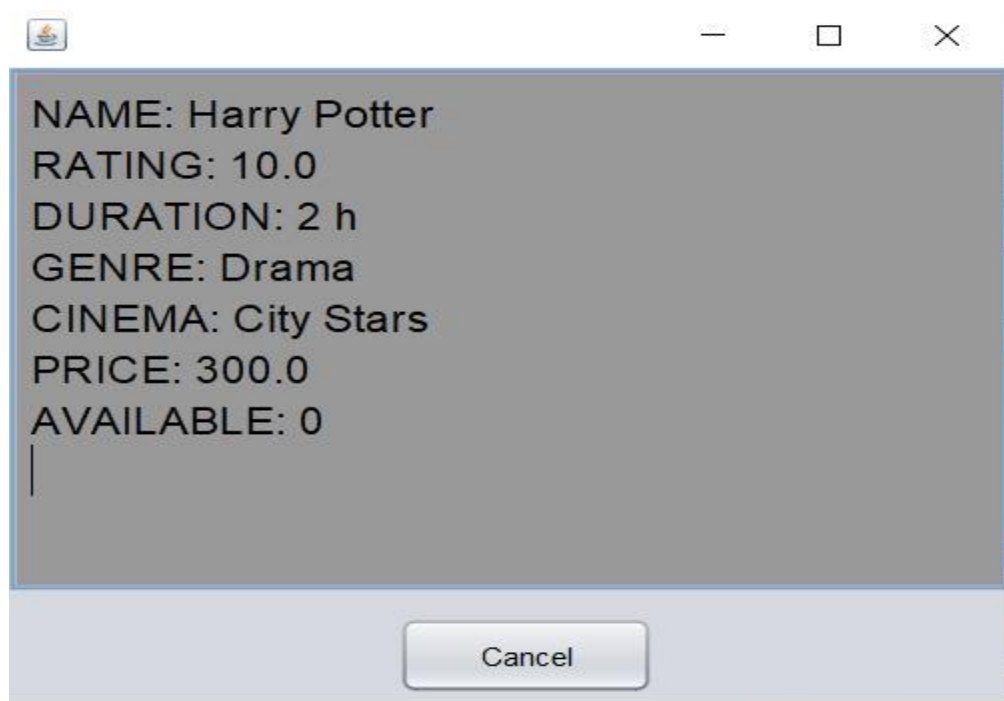 NAME: Harry Potter
RATING: 10.0
DURATION: 2 h
GENRE: Drama
CINEMA: City Stars
PRICE: 300.0
AVAILABLE: 0
Cancel